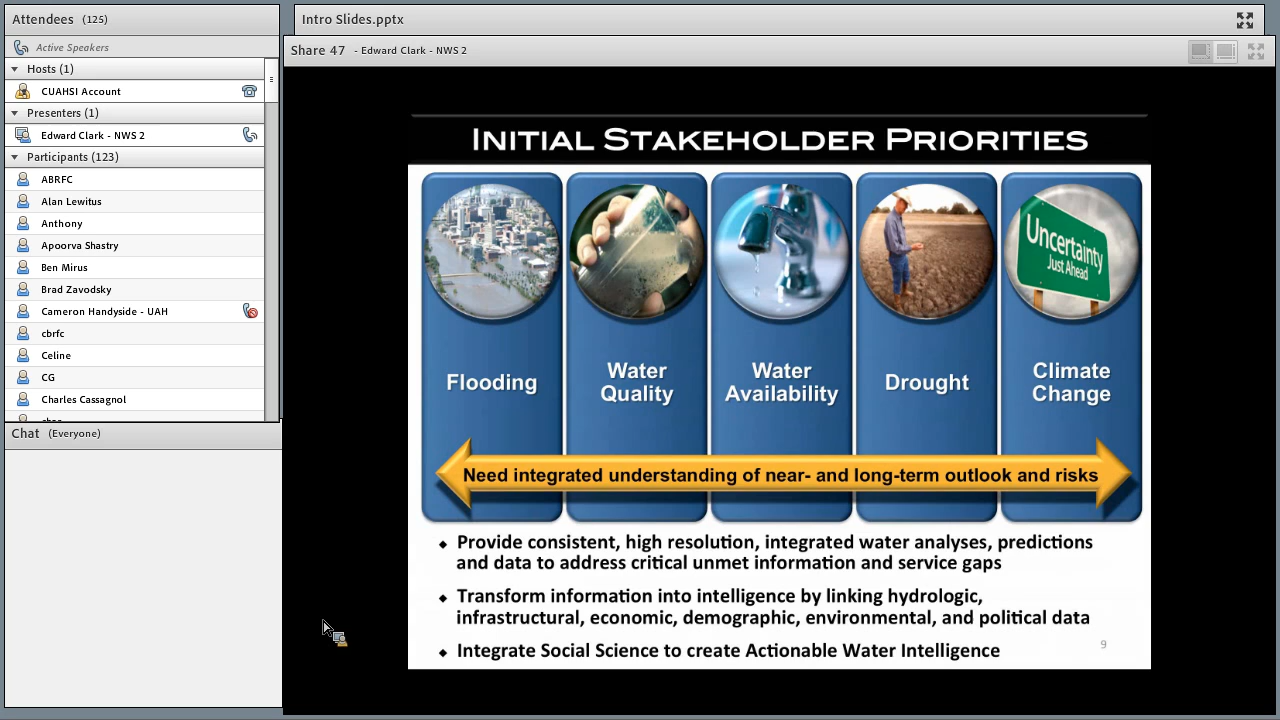 Attendees (125)
Active Speakers
Hosts (1)
CUAHSI Account
Presenters (1)
Edward Clark - NWS 2
Participants (123)
ABRFC
Alan Lewitus
Anthony
Apoorva Shastry
Ben Mirus
Brad Zavodsky
Cameron Handyside - UAH
cbrfc
Celine
CG
Charles Cassagnol
Chat (Everyone)
Intro Slides.pptx
Share 47 - Edward Clark - NWS 2
INITIAL STAKEHOLDER PRIORITIES
Uncertainty
Just Ahead
Flooding
Water
Quality
Water
Availability
Drought
Climate
Change
Need integrated understanding of near- and long-term outlook and risks
◆ Provide consistent, high resolution, integrated water analyses, predictions
and data to address critical unmet information and service gaps
◆ Transform information into intelligence by linking hydrologic,
infrastructural, economic, demographic, environmental, and political data
◆ Integrate Social Science to create Actionable Water Intelligence
9